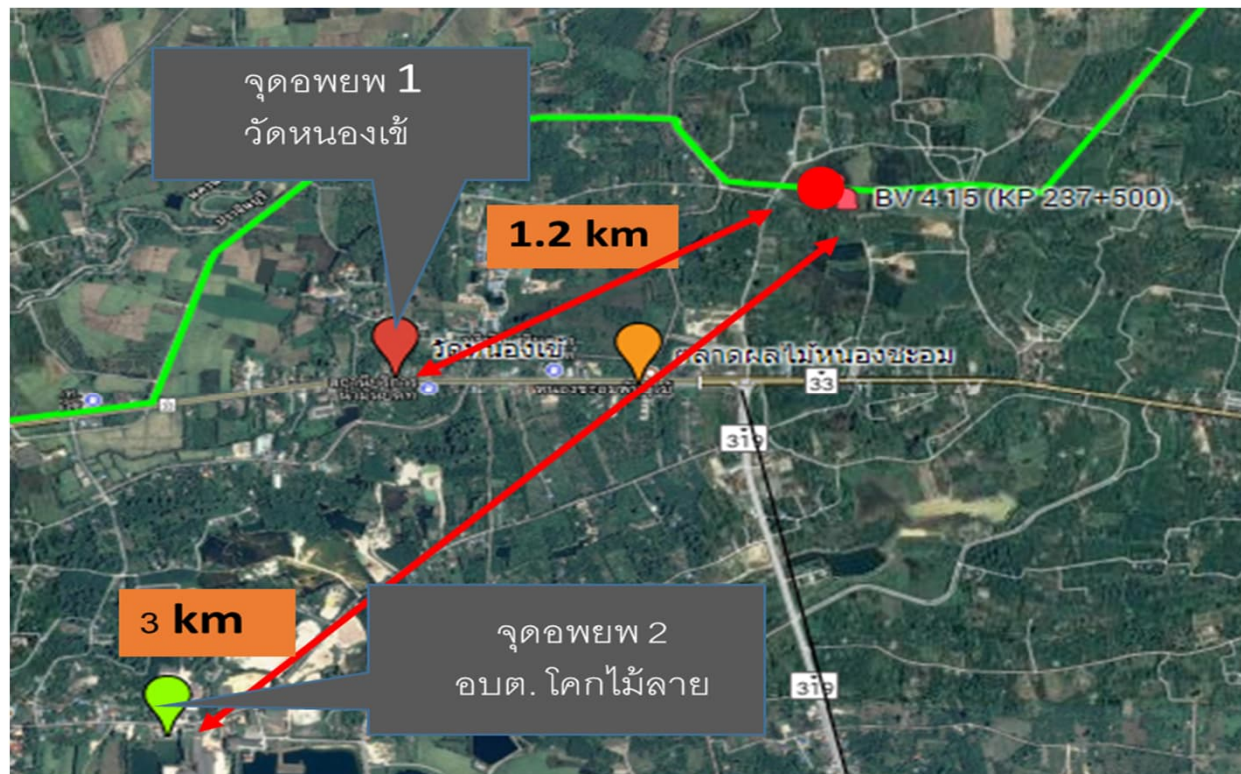 จุดอพยพ 1
วัดหนองเข้
1.2 km
BV 4.15 (KP 237+500)
วัดหนองเข้
ตลาดผลไม้หนองชะอม
33
33
319
3 km
จุดอพยพ 2
อบต. โคกไม้ลาย
319